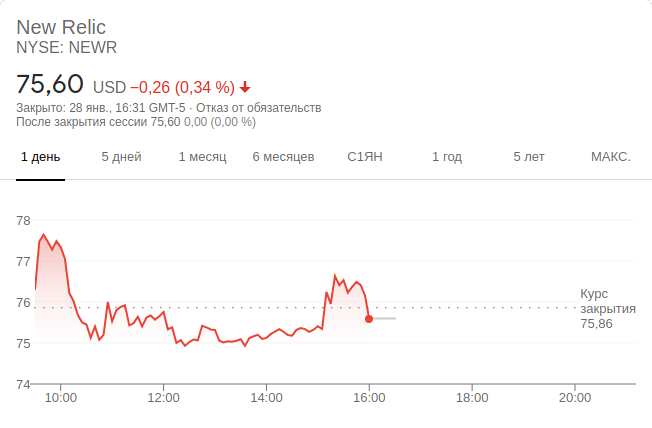 New Relic
NYSE: NEWR
75,60 USD −0,26 (0,34 %)
Закрыто: 28 янв., 16:31 GMT-5 · Отказ от обязательств
После закрытия сессии 75,60 0,00 (0,00 %)
1 день 5 дней 1 месяц 6 месяцев С1ЯН 1 год 5 лет МАКС.
78
77
76
75
74
Курс
закрытия
75,86
10:00 12:00 14:00 16:00 18:00 20:00